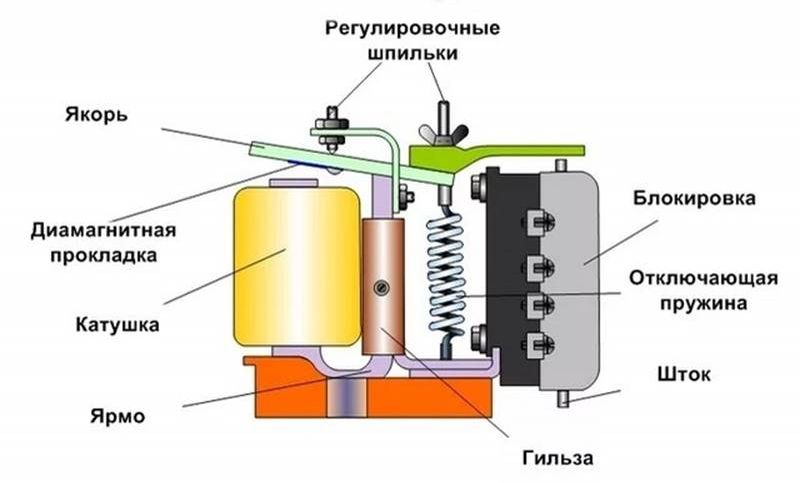 Регулировочные
шпильки
Якорь
Блокировка
Диамагнитная
прокладка
Отключающая
пружина
Катушка
Шток
Ярмо
Гильза